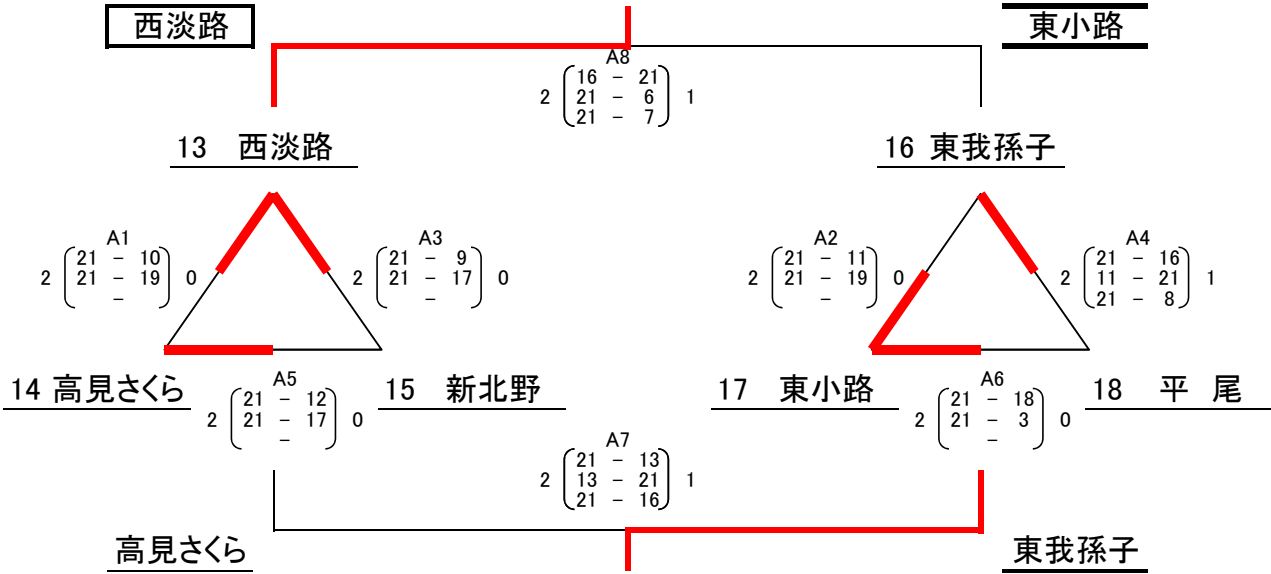 西淡路
東小路
A8
16 － 21
2 21 － 6 1
21 － 7
13　西淡路
16 東我孫子
A1
21 － 10
2 21 － 19 0
－
A3
21 － 9
2 21 － 17 0
－
A2
21 － 11
2 21 － 19 0
－
A4
21 － 16
2 11 － 21 1
21 － 8
14 高見さくら
A5
21 － 12
2 21 － 17 0
－
15　新北野
17　東小路
A6
21 － 18
2 21 － 3 0
－
18　平　尾
A7
21 － 13
2 13 － 21 1
21 － 16
高見さくら
東我孫子